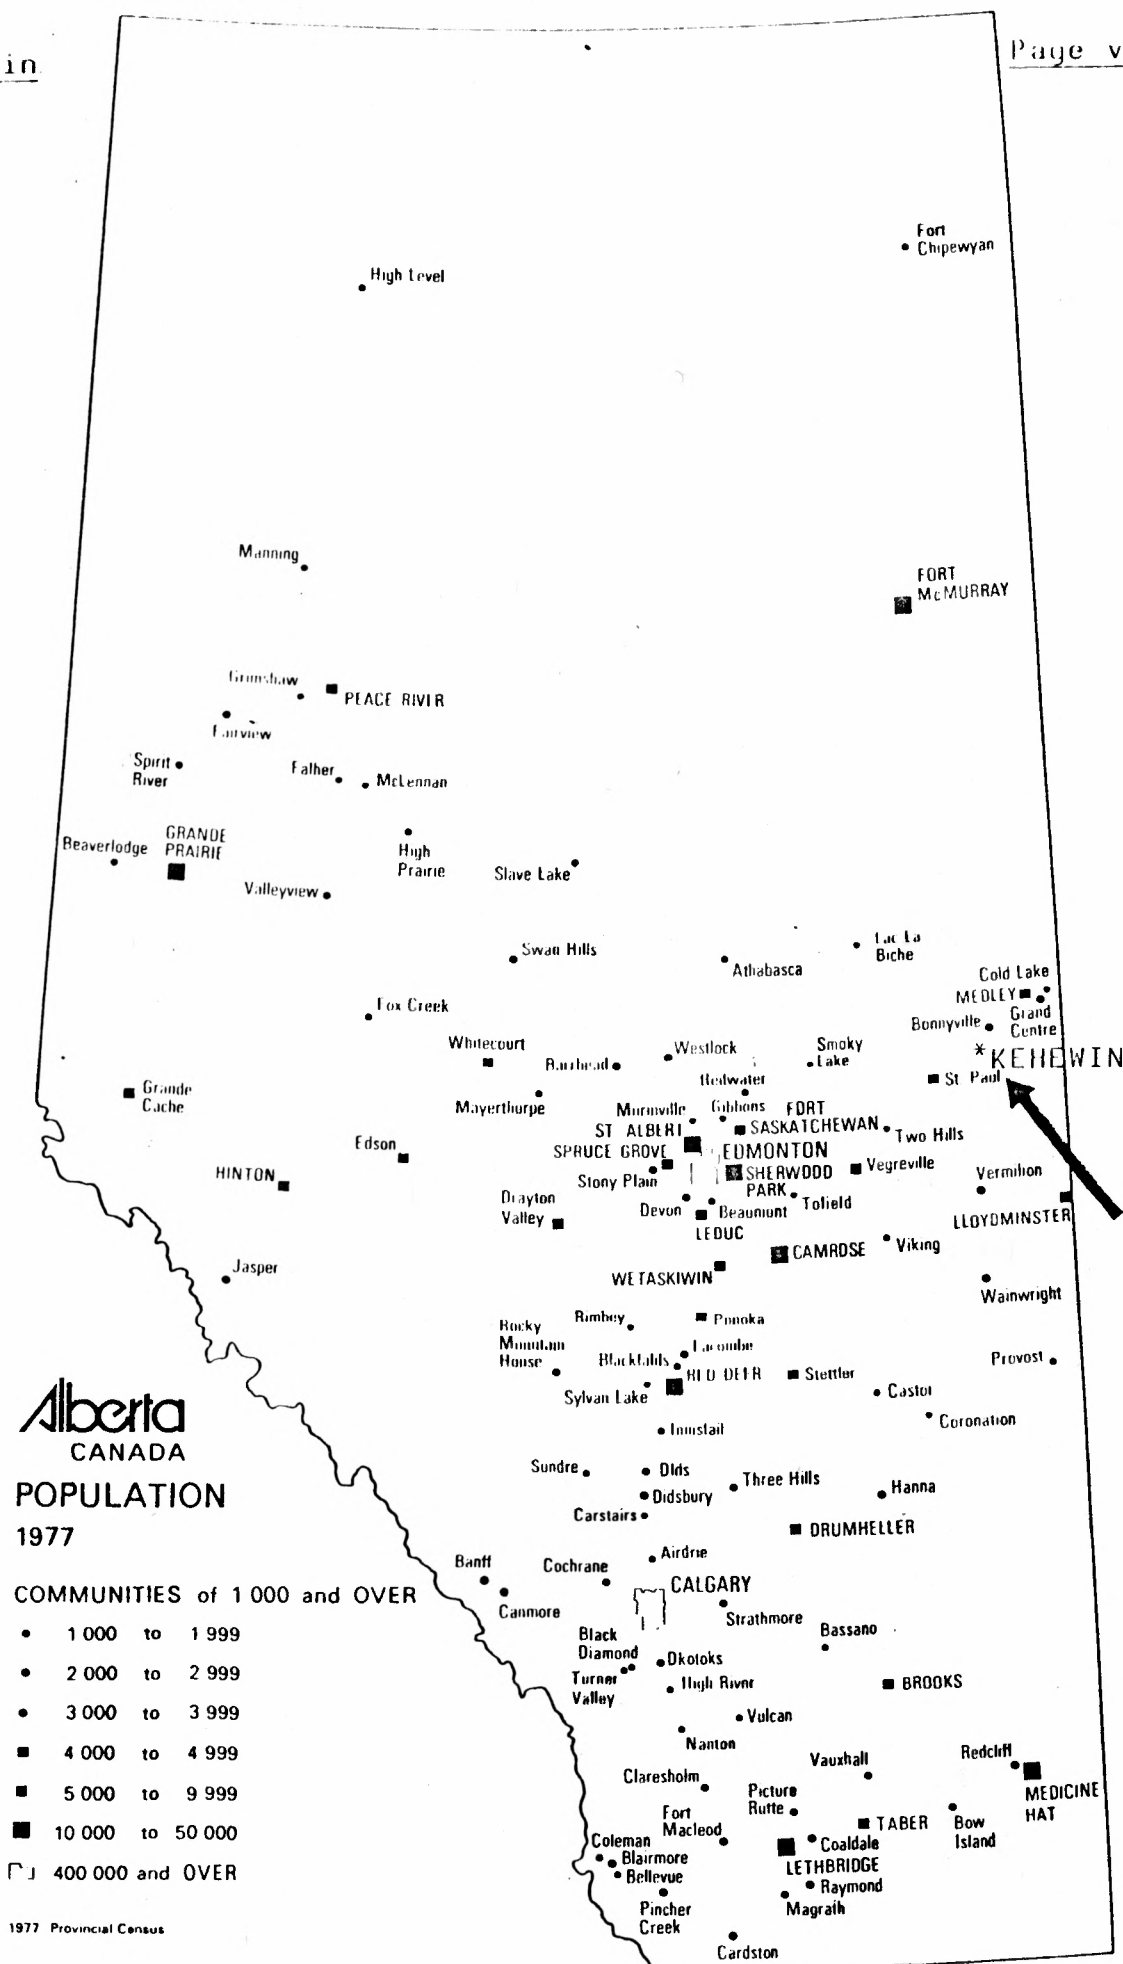 in
Page v
Fort
Chipewyan
High Level
Manning
FORT
McMURRAY
Grimshaw
PEACE RIVER
Fairview
Spirit
River
Falher
McLennan
Beaverlodge
GRANDE
PRAIRIE
High
Prairie
Slave Lake
Valleyview
Swan Hills
Athabasca
Lac La
Biche
Cold Lake
MEDLEY
Grand
Centre
Bonnyville
Fox Creek
Whitecourt
Barrhead
Westlock
Smoky
Lake
*KEHEWIN
St. Paul
Grande
Cache
Mayerthorpe
Redwater
Morinville
Gibbons
FORT
SASKATCHEWAN
ST ALBERT
Two Hills
Edson
SPRUCE GROVE
EDMONTON
HINTON
Stony Plain
SHERWOOD
PARK
Vegreville
Vermilion
Drayton
Valley
Devon
Beaumont
Tofield
LEDUC
LLOYDMINSTER
CAMROSE
Viking
Jasper
WETASKIWIN
Wainwright
Rocky
Mountain
House
Rimbey
Ponoka
Lacombe
Blackfalds
RED DEER
Stettler
Provost
Sylvan Lake
Castor
Coronation
Innisfail
Sundre
Olds
Didsbury
Three Hills
Hanna
Carstairs
DRUMHELLER
Airdrie
Banff
Cochrane
CALGARY
Canmore
Strathmore
Black
Diamond
Bassano
Turner
Valley
Okotoks
High River
BROOKS
Vulcan
Nanton
Vauxhall
Redcliff
Claresholm
Picture
Butte
MEDICINE
HAT
Fort
Macleod
TABER
Bow
Island
Coleman
Blairmore
Bellevue
Coaldale
LETHBRIDGE
Raymond
Magrath
Pincher
Creek
Cardston
Alberta
CANADA
POPULATION
1977
COMMUNITIES of 1 000 and OVER
1 000 to 1 999
2 000 to 2 999
3 000 to 3 999
4 000 to 4 999
5 000 to 9 999
10 000 to 50 000
400 000 and OVER
1977 Provincial Census